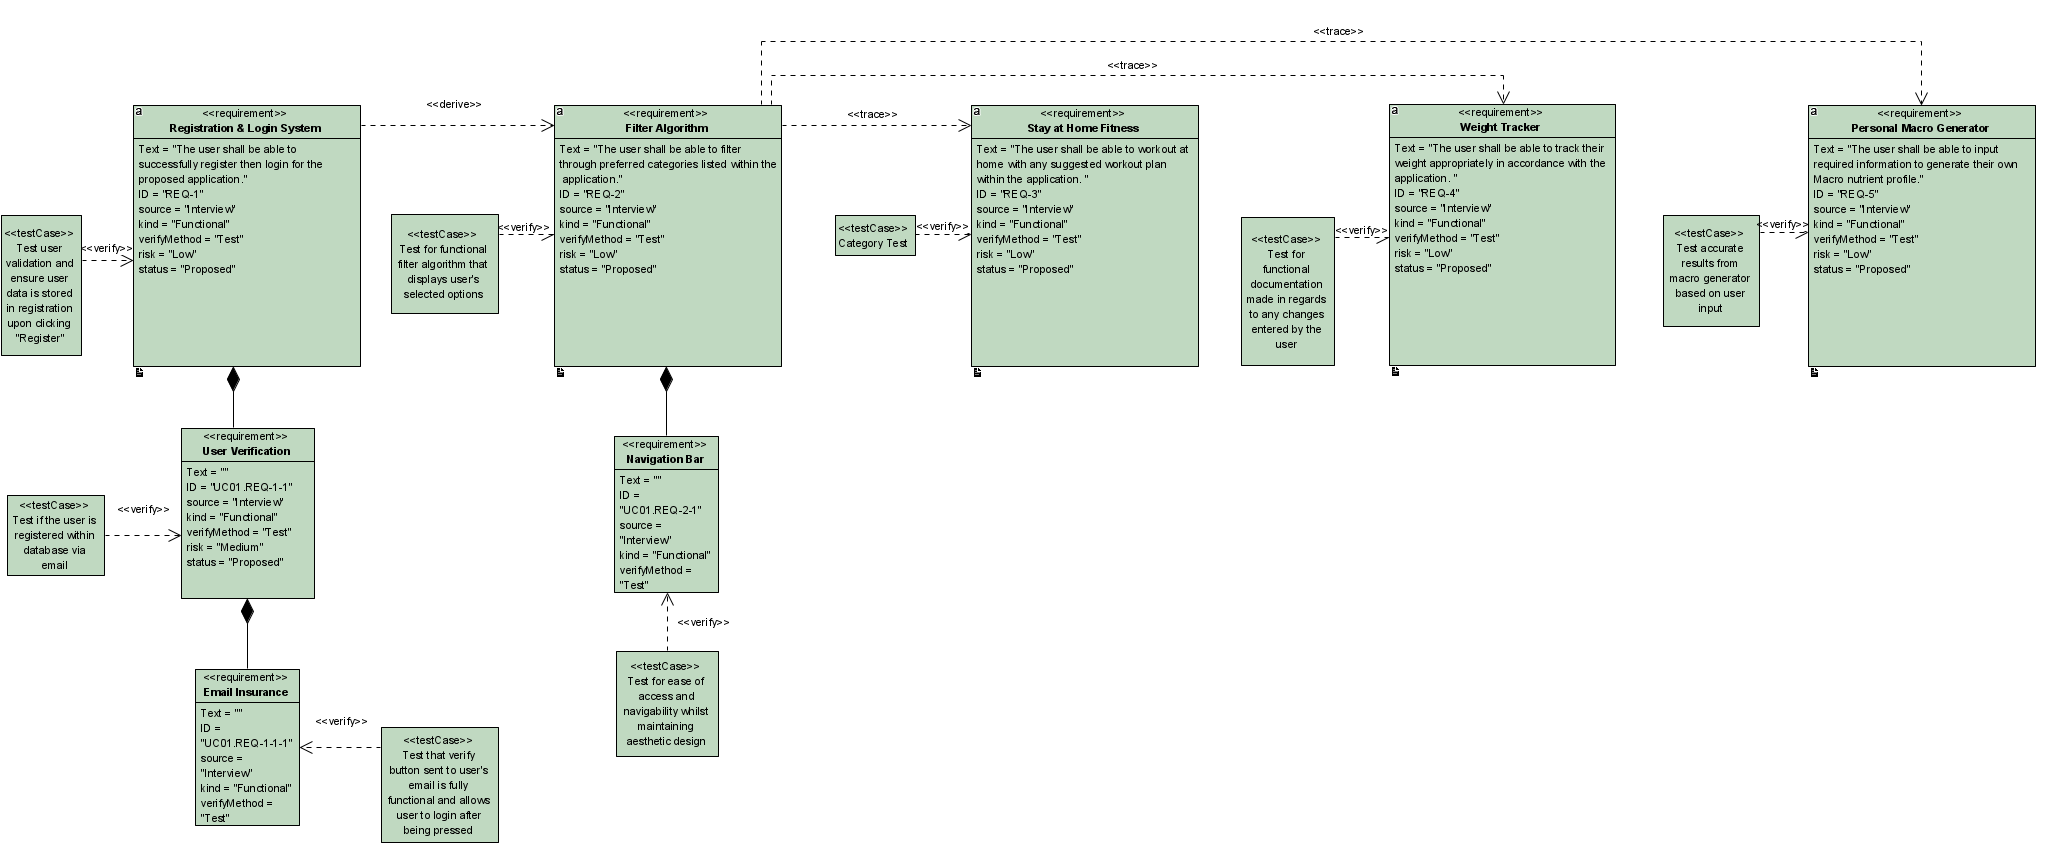 <<trace>>
<<trace>>
<<derive>>
<<trace>>
a
<<requirement>>
Registration & Login System
Text = "The user shall be able to
successfully register then login for the
proposed application."
ID = "REQ-1"
source = "Interview"
kind = "Functional"
verifyMethod = "Test"
risk = "Low"
status = "Proposed"
<<testCase>>
Test user
validation and
ensure user
data is stored
in registration
upon clicking
"Register"
<<verify>>
a
<<requirement>>
Filter Algorithm
Text = "The user shall be able to filter
through preferred categories listed within the
application."
ID = "REQ-2"
source = "Interview"
kind = "Functional"
verifyMethod = "Test"
risk = "Low"
status = "Proposed"
<<testCase>>
Test for functional
filter algorithm that
displays user's
selected options
<<verify>>
a
<<requirement>>
Stay at Home Fitness
Text = "The user shall be able to workout at
home with any suggested workout plan
within the application. "
ID = "REQ-3"
source = "Interview"
kind = "Functional"
verifyMethod = "Test"
risk = "Low"
status = "Proposed"
<<testCase>>
Category Test
<<verify>>
a
<<requirement>>
Weight Tracker
Text = "The user shall be able to track their
weight appropriately in accordance with the
application. "
ID = "REQ-4"
source = "Interview"
kind = "Functional"
verifyMethod = "Test"
risk = "Low"
status = "Proposed"
<<testCase>>
Test for
functional
documentation
made in regards
to any changes
entered by the
user
<<verify>>
a
<<requirement>>
Personal Macro Generator
Text = "The user shall be able to input
required information to generate their own
Macro nutrient profile."
ID = "REQ-5"
source = "Interview"
kind = "Functional"
verifyMethod = "Test"
risk = "Low"
status = "Proposed"
<<testCase>>
Test accurate
results from
macro generator
based on user
input
<<verify>>
<<requirement>>
User Verification
Text = ""
ID = "UC01.REQ-1-1"
source = "Interview"
kind = "Functional"
verifyMethod = "Test"
risk = "Medium"
status = "Proposed"
<<testCase>>
Test if the user is
registered within
database via
email
<<verify>>
<<requirement>>
Navigation Bar
Text = ""
ID =
"UC01.REQ-2-1"
source =
"Interview"
kind = "Functional"
verifyMethod =
"Test"
<<verify>>
<<testCase>>
Test for ease of
access and
navigability whilst
maintaining
aesthetic design
<<requirement>>
Email Insurance
Text = ""
ID =
"UC01.REQ-1-1-1"
source =
"Interview"
kind = "Functional"
verifyMethod =
"Test"
<<verify>>
<<testCase>>
Test that verify
button sent to user's
email is fully
functional and allows
user to login after
being pressed